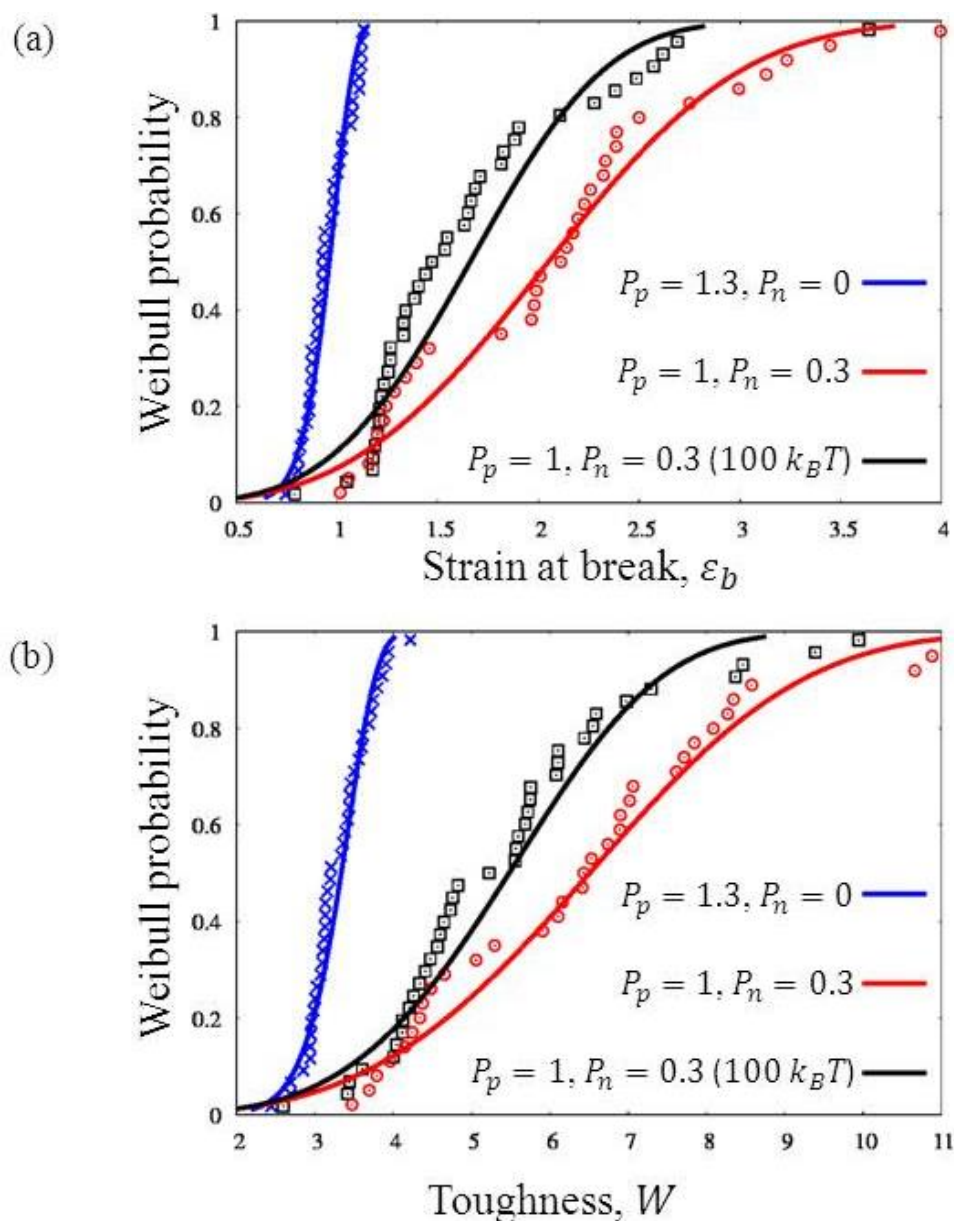 (a)
Weibull probability
1
0.8
0.6
0.4
0.2
0
0.5 1 1.5 2 2.5 3 3.5 4
Strain at break, ε_b
P_p = 1.3, P_n = 0
P_p = 1, P_n = 0.3
P_p = 1, P_n = 0.3 (100 k_BT)
(b)
Weibull probability
1
0.8
0.6
0.4
0.2
0
2 3 4 5 6 7 8 9 10 11
Toughness, W
P_p = 1.3, P_n = 0
P_p = 1, P_n = 0.3
P_p = 1, P_n = 0.3 (100 k_BT)